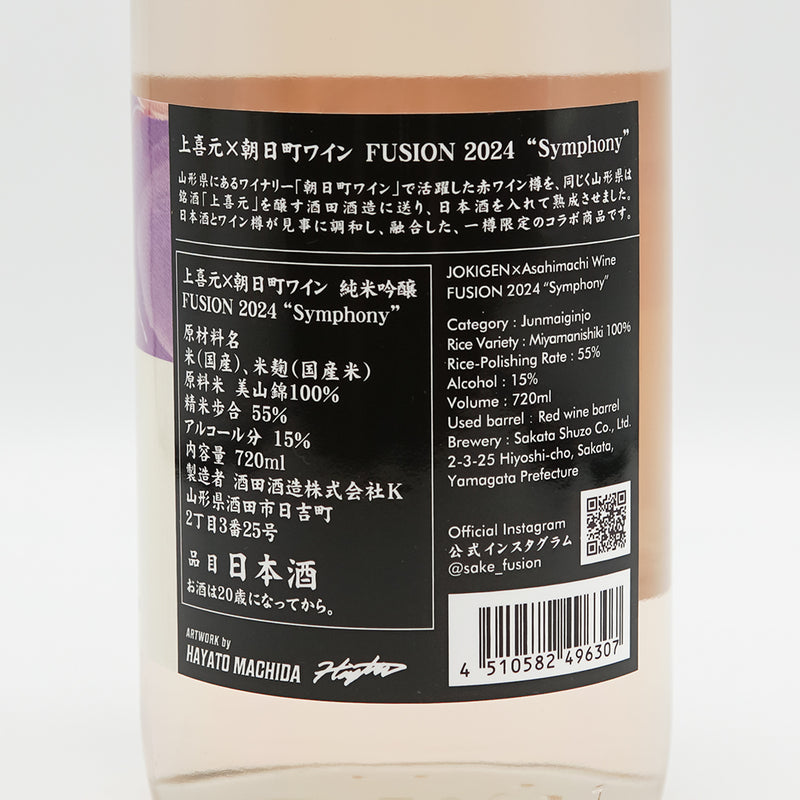 上喜元×朝日町ワイン FUSION 2024 “Symphony”
山形県にあるワイナリー「朝日町ワイン」で活躍した赤ワイン樽を、同じく山形県は
銘酒「上喜元」を醸す酒田酒造に送り、日本酒を入れて熟成させました。
日本酒とワイン樽が見事に調和し、融合した、一樽限定のコラボ商品です。
上喜元×朝日町ワイン 純米吟醸
FUSION 2024 “Symphony”
原材料名
米(国産)、米麹(国産米)
原料米 美山錦100%
精米歩合 55%
アルコール分 15%
内容量 720ml
製造者 酒田酒造株式会社K
山形県酒田市日吉町
2丁目3番25号
品目 日本酒
お酒は20歳になってから。
ARTWORK by
HAYATO MACHIDA
JOKIGEN×Asahimachi Wine
FUSION 2024 “Symphony”
Category : Junmaiginjo
Rice Variety : Miyamanishiki 100%
Rice-Polishing Rate : 55%
Alcohol : 15%
Volume : 720ml
Used barrel : Red wine barrel
Brewery : Sakata Shuzo Co., Ltd.
2-3-25 Hiyoshi-cho, Sakata,
Yamagata Prefecture
Official Instagram
公式インスタグラム
@sake_fusion
4 510582 496307